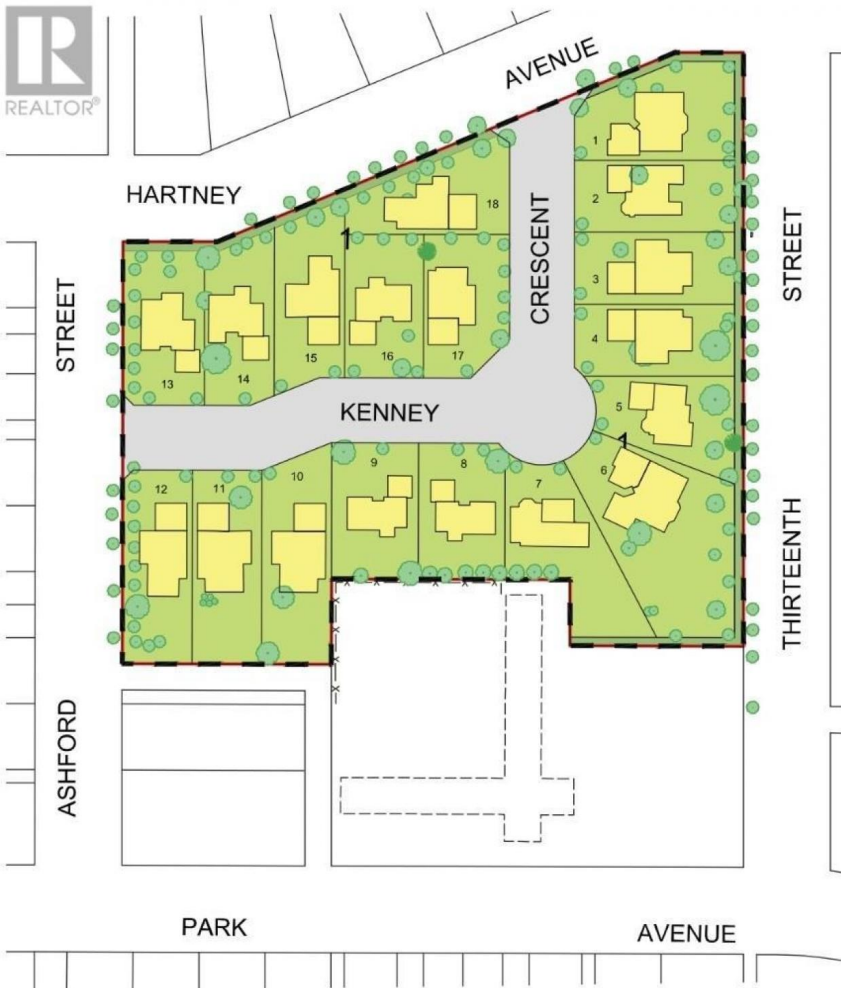 R
REALTOR®
AVENUE
HARTNEY
STREET
CRESCENT
STREET
KENNEY
THIRTEENTH
ASHFORD
PARK
AVENUE
1
2
3
4
5
1
6
7
8
9
10
11
12
13
14
15
16
17
18
1